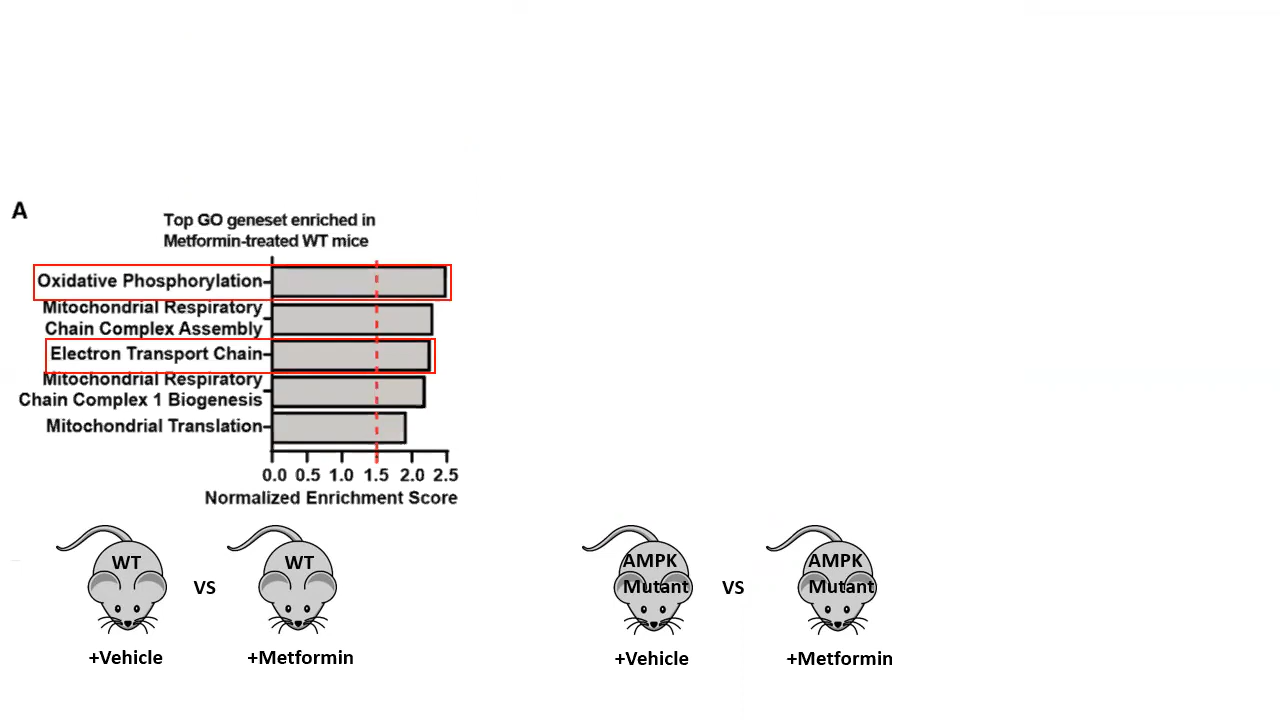 A
Top GO geneset enriched in
Metformin-treated WT mice
Oxidative Phosphorylation
Mitochondrial Respiratory
Chain Complex Assembly
Electron Transport Chain
Mitochondrial Respiratory
Chain Complex 1 Biogenesis
Mitochondrial Translation
0.0 0.5 1.0 1.5 2.0 2.5
Normalized Enrichment Score
WT
VS
WT
+Vehicle
+Metformin
AMPK
Mutant
VS
AMPK
Mutant
+Vehicle
+Metformin